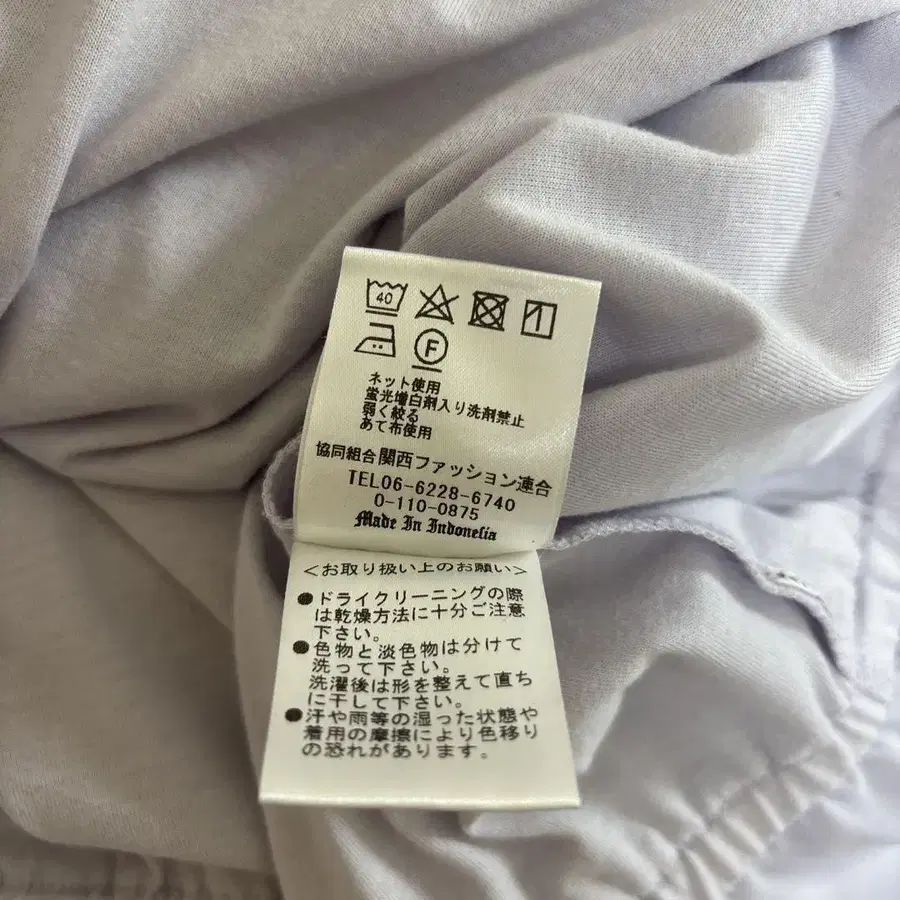 40
F
ネット使用
蛍光増白剤入り洗剤禁止
弱く絞る
あて布使用
協同組合関西ファッション連合
TEL06-6228-6740
0-110-0875
Made In Indonesia
<お取り扱い上のお願い>
●ドライクリーニングの際
は乾燥方法に十分ご注意
下さい。
●色物と淡色物は分けて
洗って下さい。
洗濯後は形を整えて直ち
に干して下さい。
●汗や雨等の湿った状態や
着用の摩擦により色移り
の恐れがあります。